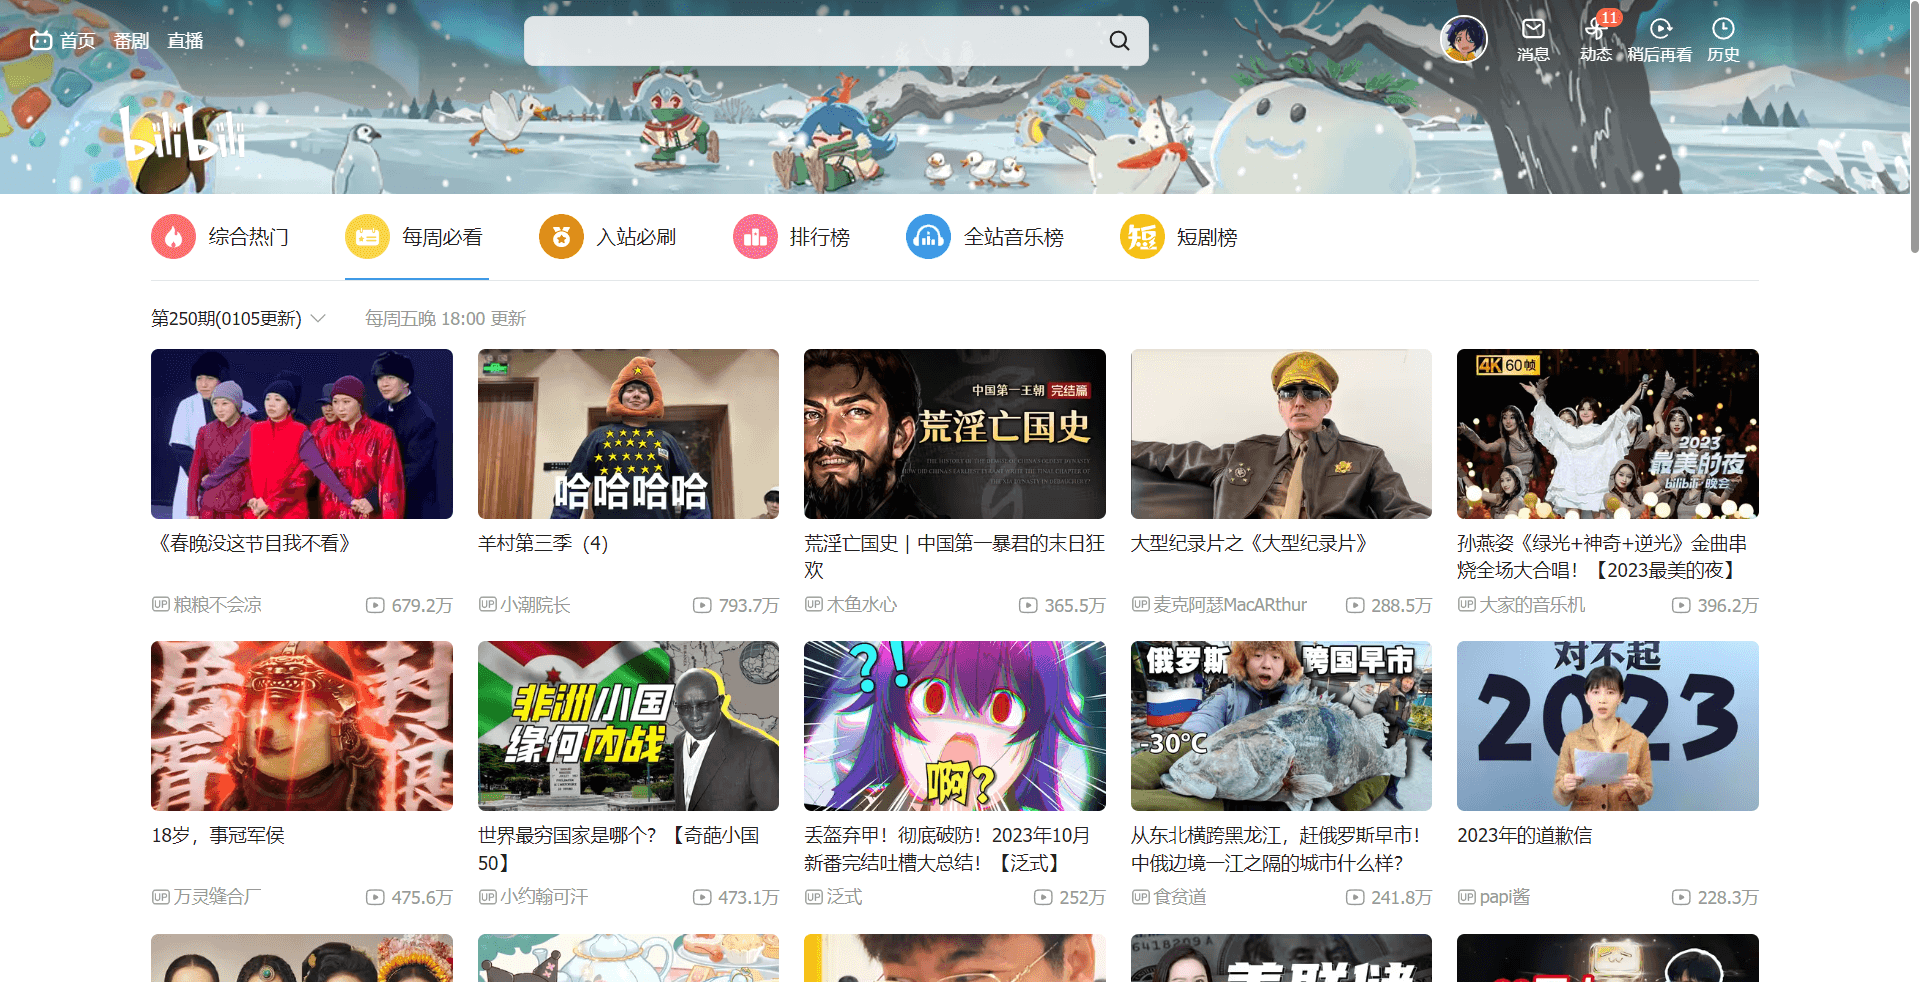 首页 番剧 直播
11
消息 动态 稍后再看 历史
bilibili
综合热门 每周必看 入站必刷 排行榜 全站音乐榜 短 短剧榜
第250期(0105更新) 每周五晚 18:00 更新
哈哈哈哈
中国第一王朝 完结篇
荒淫亡国史
4K 60帧
2023
最美的夜
bilibili 晚会
《春晚没这节目我不看》
UP 粮粮不会凉 679.2万
羊村第三季（4）
UP 小潮院长 793.7万
荒淫亡国史 | 中国第一暴君的末日狂
欢
UP 木鱼水心 365.5万
大型纪录片之《大型纪录片》
UP 麦克阿瑟MacARthur 288.5万
孙燕姿《绿光+神奇+逆光》金曲串
烧全场大合唱！【2023最美的夜】
UP 大家的音乐机 396.2万
非洲小国
缘何内战
?!
啊?
俄罗斯 跨国早市
-30°C
对不起
2023
18岁，事冠军侯
UP 万灵缝合厂 475.6万
世界最穷国家是哪个？【奇葩小国
50】
UP 小约翰可汗 473.1万
丢盔弃甲！彻底破防！2023年10月
新番完结吐槽大总结！【泛式】
UP 泛式 252万
从东北横跨黑龙江，赶俄罗斯早市！
中俄边境一江之隔的城市什么样？
UP 食贫道 241.8万
2023年的道歉信
UP papi酱 228.3万
美联储